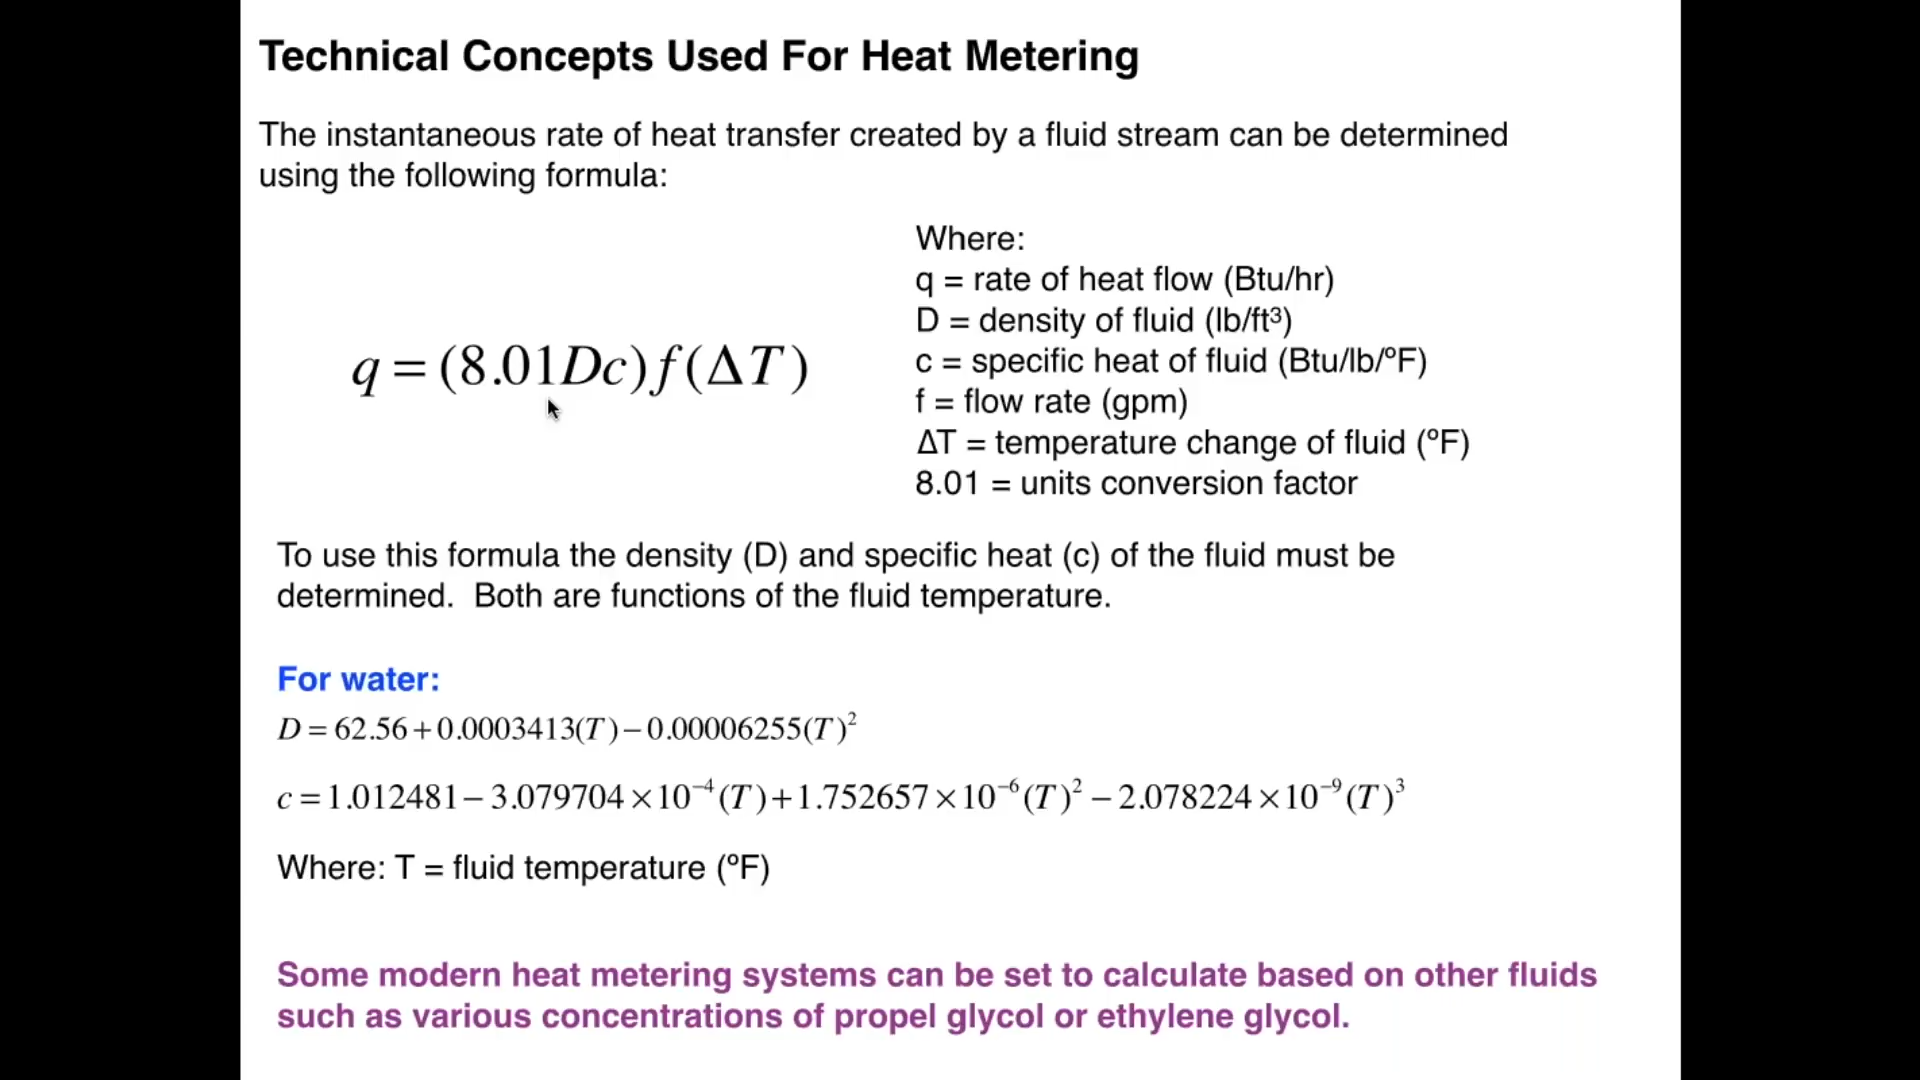 Technical Concepts Used For Heat Metering
The instantaneous rate of heat transfer created by a fluid stream can be determined
using the following formula:
q = (8.01Dc) f (ΔT)
Where:
q = rate of heat flow (Btu/hr)
D = density of fluid (lb/ft³)
c = specific heat of fluid (Btu/lb/ºF)
f = flow rate (gpm)
ΔT = temperature change of fluid (ºF)
8.01 = units conversion factor
To use this formula the density (D) and specific heat (c) of the fluid must be
determined.  Both are functions of the fluid temperature.
For water:
D = 62.56 + 0.0003413(T) − 0.00006255(T)²
c = 1.012481 − 3.079704 × 10⁻⁴(T) + 1.752657 × 10⁻⁶(T)² − 2.078224 × 10⁻⁹(T)³
Where: T = fluid temperature (ºF)
Some modern heat metering systems can be set to calculate based on other fluids
such as various concentrations of propel glycol or ethylene glycol.